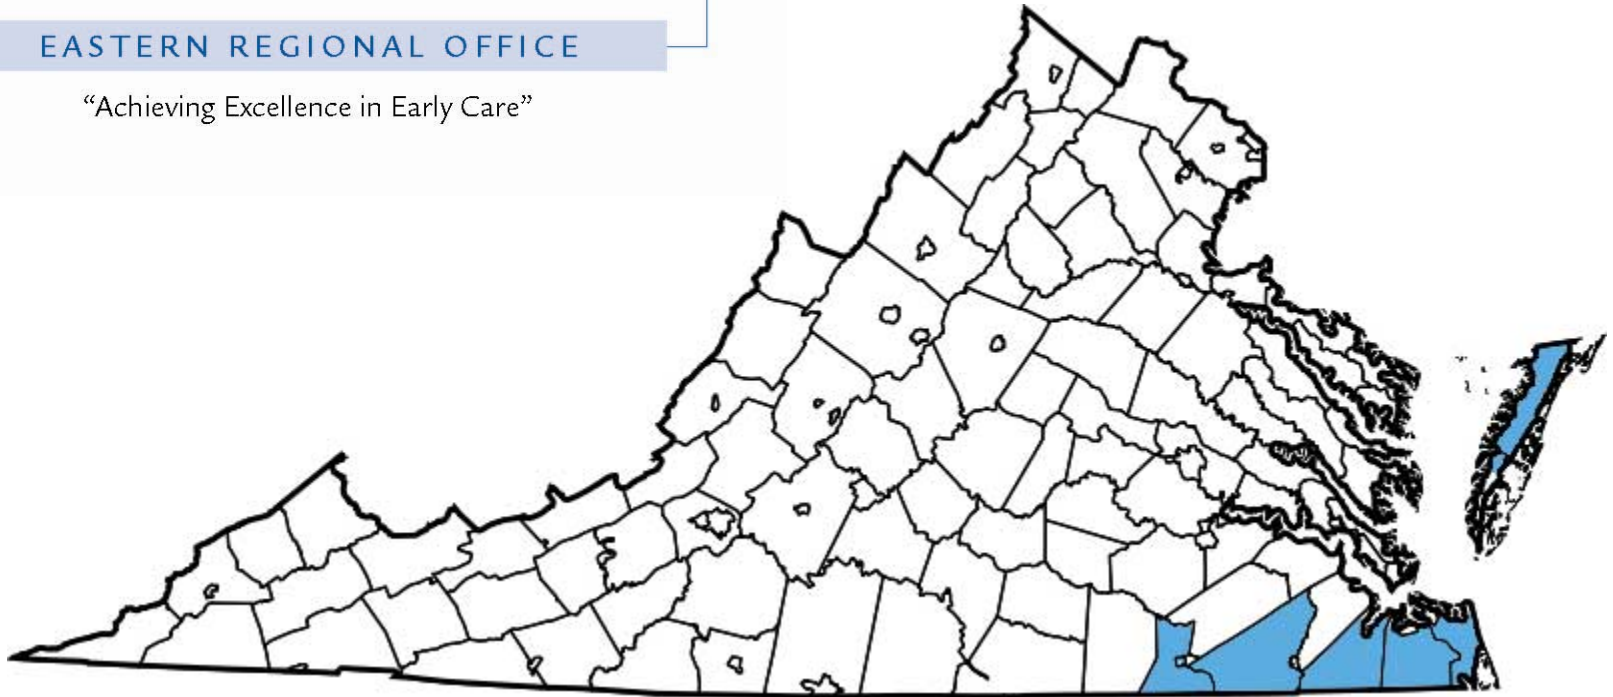 EASTERN REGIONAL OFFICE
“Achieving Excellence in Early Care”